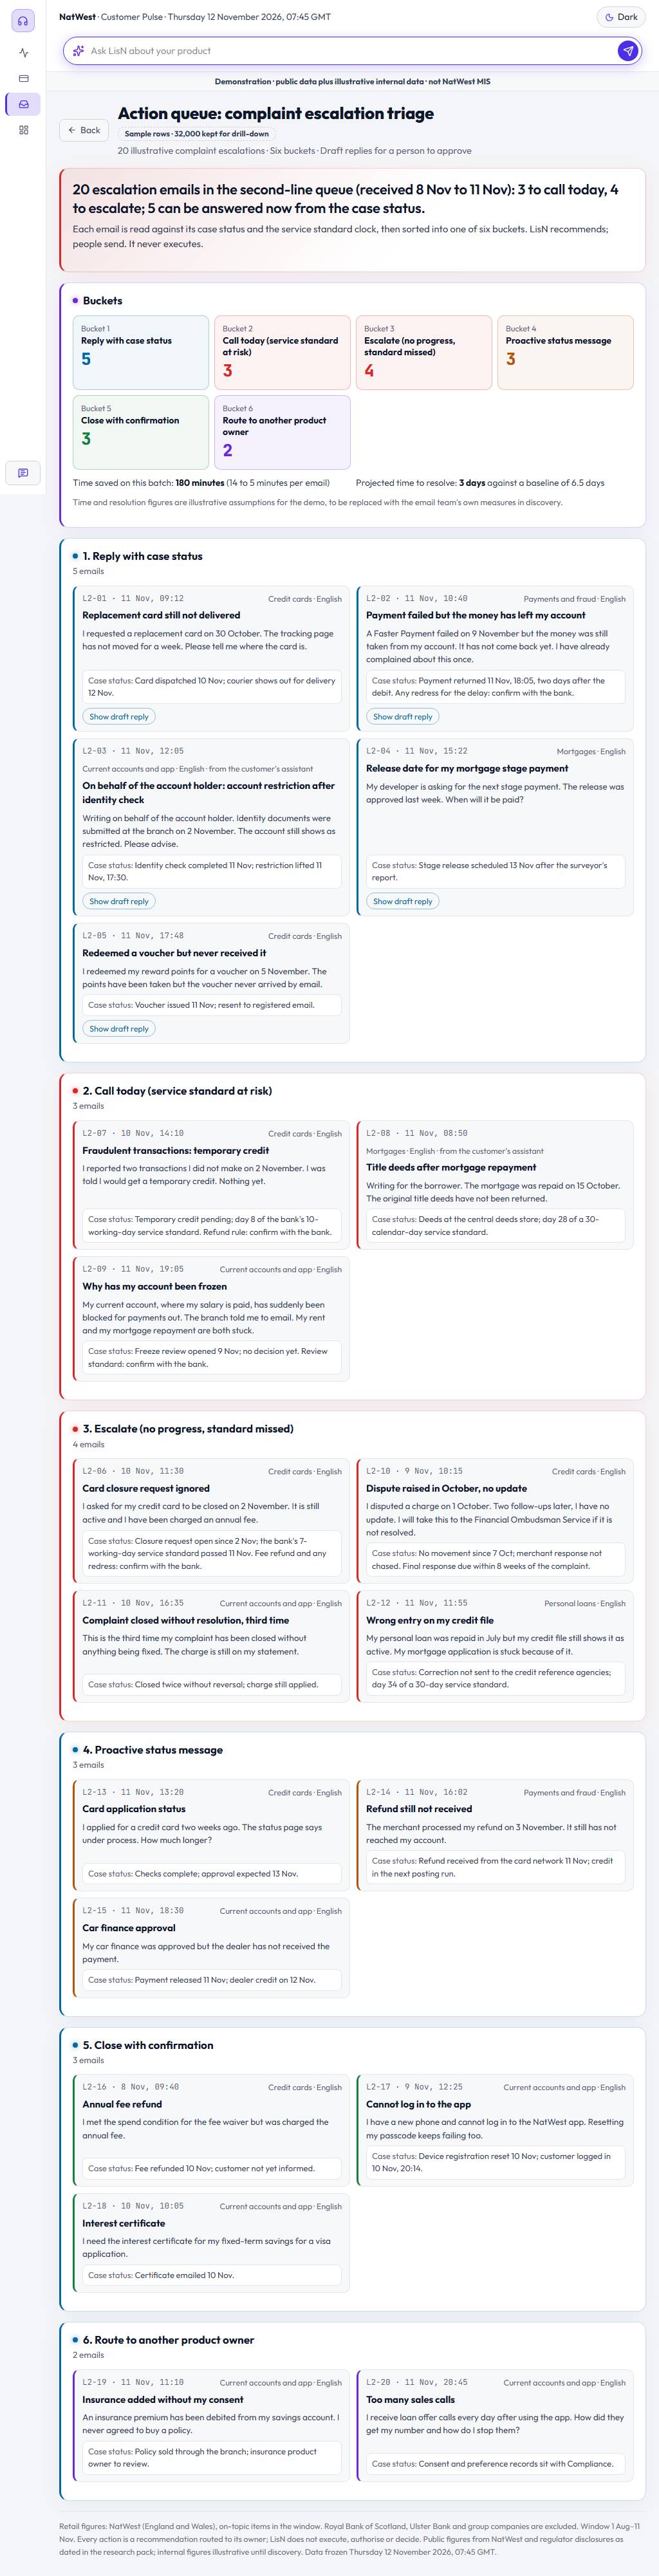 NatWest · Customer Pulse · Thursday 12 November 2026, 07:45 GMT
Dark
Ask LisN about your product
Demonstration · public data plus illustrative internal data · not NatWest MIS
Back
Action queue: complaint escalation triage
Sample rows · 32,000 kept for drill-down
20 illustrative complaint escalations · Six buckets · Draft replies for a person to approve
20 escalation emails in the second-line queue (received 8 Nov to 11 Nov): 3 to call today, 4
to escalate; 5 can be answered now from the case status.
Each email is read against its case status and the service standard clock, then sorted into one of six buckets. LisN recommends;
people send. It never executes.
Buckets
Bucket 1
Reply with case status
5
Bucket 2
Call today (service standard
at risk)
3
Bucket 3
Escalate (no progress,
standard missed)
4
Bucket 4
Proactive status message
3
Bucket 5
Close with confirmation
3
Bucket 6
Route to another product
owner
2
Time saved on this batch: 180 minutes (14 to 5 minutes per email)
Projected time to resolve: 3 days against a baseline of 6.5 days
Time and resolution figures are illustrative assumptions for the demo, to be replaced with the email team's own measures in discovery.
1. Reply with case status
5 emails
L2-01 · 11 Nov, 09:12
Credit cards · English
Replacement card still not delivered
I requested a replacement card on 30 October. The tracking page
has not moved for a week. Please tell me where the card is.
Case status: Card dispatched 10 Nov; courier shows out for delivery
12 Nov.
Show draft reply
L2-02 · 11 Nov, 10:40
Payments and fraud · English
Payment failed but the money has left my account
A Faster Payment failed on 9 November but the money was still
taken from my account. It has not come back yet. I have already
complained about this once.
Case status: Payment returned 11 Nov, 18:05, two days after the
debit. Any redress for the delay: confirm with the bank.
Show draft reply
L2-03 · 11 Nov, 12:05
Current accounts and app · English · from the customer's assistant
On behalf of the account holder: account restriction after
identity check
Writing on behalf of the account holder. Identity documents were
submitted at the branch on 2 November. The account still shows as
restricted. Please advise.
Case status: Identity check completed 11 Nov; restriction lifted 11
Nov, 17:30.
Show draft reply
L2-04 · 11 Nov, 15:22
Mortgages · English
Release date for my mortgage stage payment
My developer is asking for the next stage payment. The release was
approved last week. When will it be paid?
Case status: Stage release scheduled 13 Nov after the surveyor's
report.
Show draft reply
L2-05 · 11 Nov, 17:48
Credit cards · English
Redeemed a voucher but never received it
I redeemed my reward points for a voucher on 5 November. The
points have been taken but the voucher never arrived by email.
Case status: Voucher issued 11 Nov; resent to registered email.
Show draft reply
2. Call today (service standard at risk)
3 emails
L2-07 · 10 Nov, 14:10
Credit cards · English
Fraudulent transactions: temporary credit
I reported two transactions I did not make on 2 November. I was
told I would get a temporary credit. Nothing yet.
Case status: Temporary credit pending; day 8 of the bank's 10-
working-day service standard. Refund rule: confirm with the bank.
L2-08 · 11 Nov, 08:50
Mortgages · English · from the customer's assistant
Title deeds after mortgage repayment
Writing for the borrower. The mortgage was repaid on 15 October.
The original title deeds have not been returned.
Case status: Deeds at the central deeds store; day 28 of a 30-
calendar-day service standard.
L2-09 · 11 Nov, 19:05
Current accounts and app · English
Why has my account been frozen
My current account, where my salary is paid, has suddenly been
blocked for payments out. The branch told me to email. My rent
and my mortgage repayment are both stuck.
Case status: Freeze review opened 9 Nov; no decision yet. Review
standard: confirm with the bank.
3. Escalate (no progress, standard missed)
4 emails
L2-06 · 10 Nov, 11:30
Credit cards · English
Card closure request ignored
I asked for my credit card to be closed on 2 November. It is still
active and I have been charged an annual fee.
Case status: Closure request open since 2 Nov; the bank's 7-
working-day service standard passed 11 Nov. Fee refund and any
redress: confirm with the bank.
L2-10 · 9 Nov, 10:15
Credit cards · English
Dispute raised in October, no update
I disputed a charge on 1 October. Two follow-ups later, I have no
update. I will take this to the Financial Ombudsman Service if it is
not resolved.
Case status: No movement since 7 Oct; merchant response not
chased. Final response due within 8 weeks of the complaint.
L2-11 · 10 Nov, 16:35
Current accounts and app · English
Complaint closed without resolution, third time
This is the third time my complaint has been closed without
anything being fixed. The charge is still on my statement.
Case status: Closed twice without reversal; charge still applied.
L2-12 · 11 Nov, 11:55
Personal loans · English
Wrong entry on my credit file
My personal loan was repaid in July but my credit file still shows it as
active. My mortgage application is stuck because of it.
Case status: Correction not sent to the credit reference agencies;
day 34 of a 30-day service standard.
4. Proactive status message
3 emails
L2-13 · 11 Nov, 13:20
Credit cards · English
Card application status
I applied for a credit card two weeks ago. The status page says
under process. How much longer?
Case status: Checks complete; approval expected 13 Nov.
L2-14 · 11 Nov, 16:02
Payments and fraud · English
Refund still not received
The merchant processed my refund on 3 November. It still has not
reached my account.
Case status: Refund received from the card network 11 Nov; credit
in the next posting run.
L2-15 · 11 Nov, 18:30
Current accounts and app · English
Car finance approval
My car finance was approved but the dealer has not received the
payment.
Case status: Payment released 11 Nov; dealer credit on 12 Nov.
5. Close with confirmation
3 emails
L2-16 · 8 Nov, 09:40
Credit cards · English
Annual fee refund
I met the spend condition for the fee waiver but was charged the
annual fee.
Case status: Fee refunded 10 Nov; customer not yet informed.
L2-17 · 9 Nov, 12:25
Current accounts and app · English
Cannot log in to the app
I have a new phone and cannot log in to the NatWest app. Resetting
my passcode keeps failing too.
Case status: Device registration reset 10 Nov; customer logged in
10 Nov, 20:14.
L2-18 · 10 Nov, 10:05
Current accounts and app · English
Interest certificate
I need the interest certificate for my fixed-term savings for a visa
application.
Case status: Certificate emailed 10 Nov.
6. Route to another product owner
2 emails
L2-19 · 11 Nov, 11:10
Current accounts and app · English
Insurance added without my consent
An insurance premium has been debited from my savings account. I
never agreed to buy a policy.
Case status: Policy sold through the branch; insurance product
owner to review.
L2-20 · 11 Nov, 20:45
Current accounts and app · English
Too many sales calls
I receive loan offer calls every day after using the app. How did they
get my number and how do I stop them?
Case status: Consent and preference records sit with Compliance.
Retail figures: NatWest (England and Wales), on-topic items in the window. Royal Bank of Scotland, Ulster Bank and group companies are excluded. Window 1 Aug–11
Nov. Every action is a recommendation routed to its owner; LisN does not execute, authorise or decide. Public figures from NatWest and regulator disclosures as
dated in the research pack; internal figures illustrative until discovery. Data frozen Thursday 12 November 2026, 07:45 GMT.